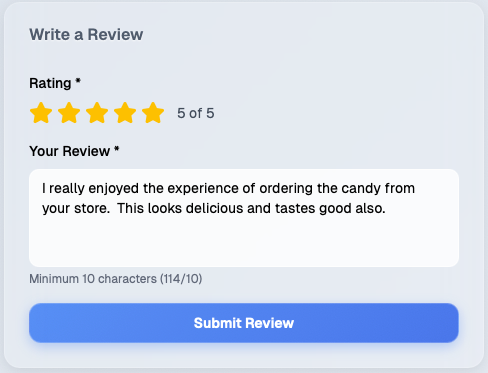 Write a Review
Rating *
5 of 5
Your Review *
I really enjoyed the experience of ordering the candy from
your store.  This looks delicious and tastes good also.
Minimum 10 characters (114/10)
Submit Review